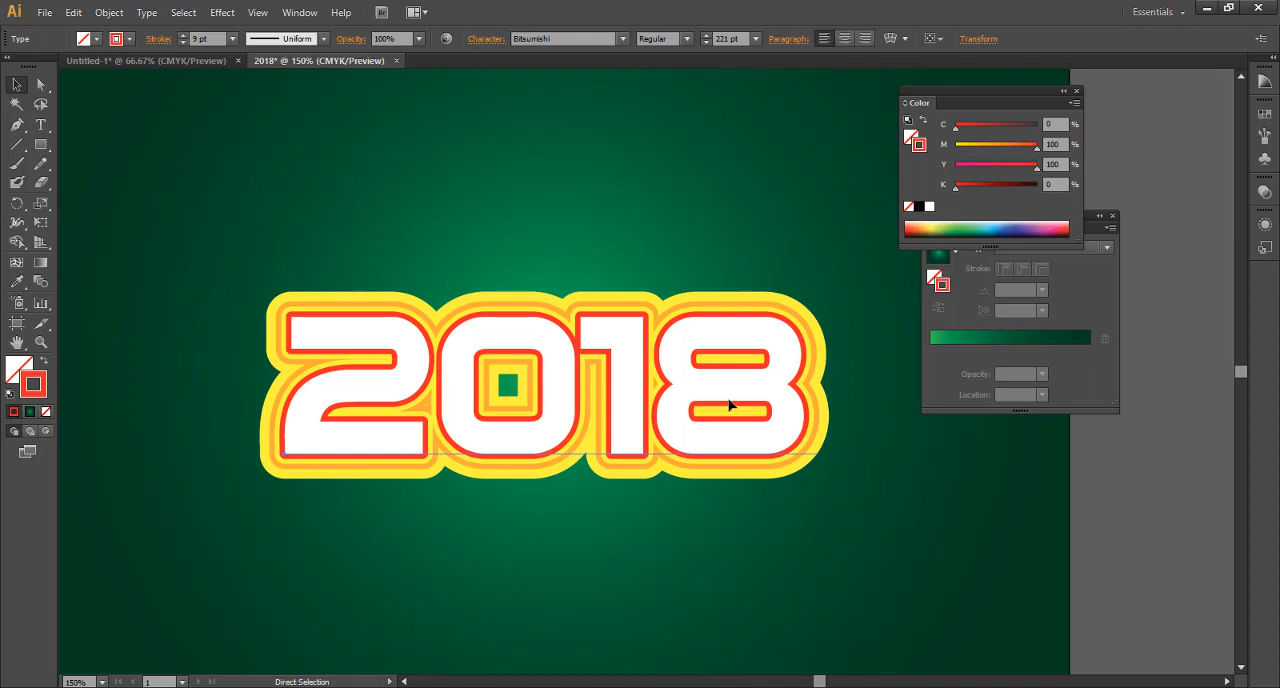 Ai File Edit Object Type Select Effect View Window Help Br Essentials
Type Stroke: 9 pt Uniform Opacity: 100% Character: Bitsumishi Regular 221 pt Paragraph: Transform
Untitled-1* @ 66.67% (CMYK/Preview) × 2018* @ 150% (CMYK/Preview) ×
Color
C 0 %
M 100 %
Y 100 %
K 0 %
Stroke:
Opacity:
Location:
2018
150% 1 Direct Selection